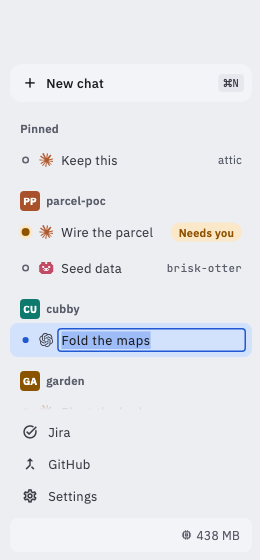 New chat
⌘N
Pinned
Keep this
attic
PP parcel-poc
Wire the parcel
Needs you
Seed data
brisk-otter
CU cubby
Fold the maps
GA garden
Jira
GitHub
Settings
438 MB